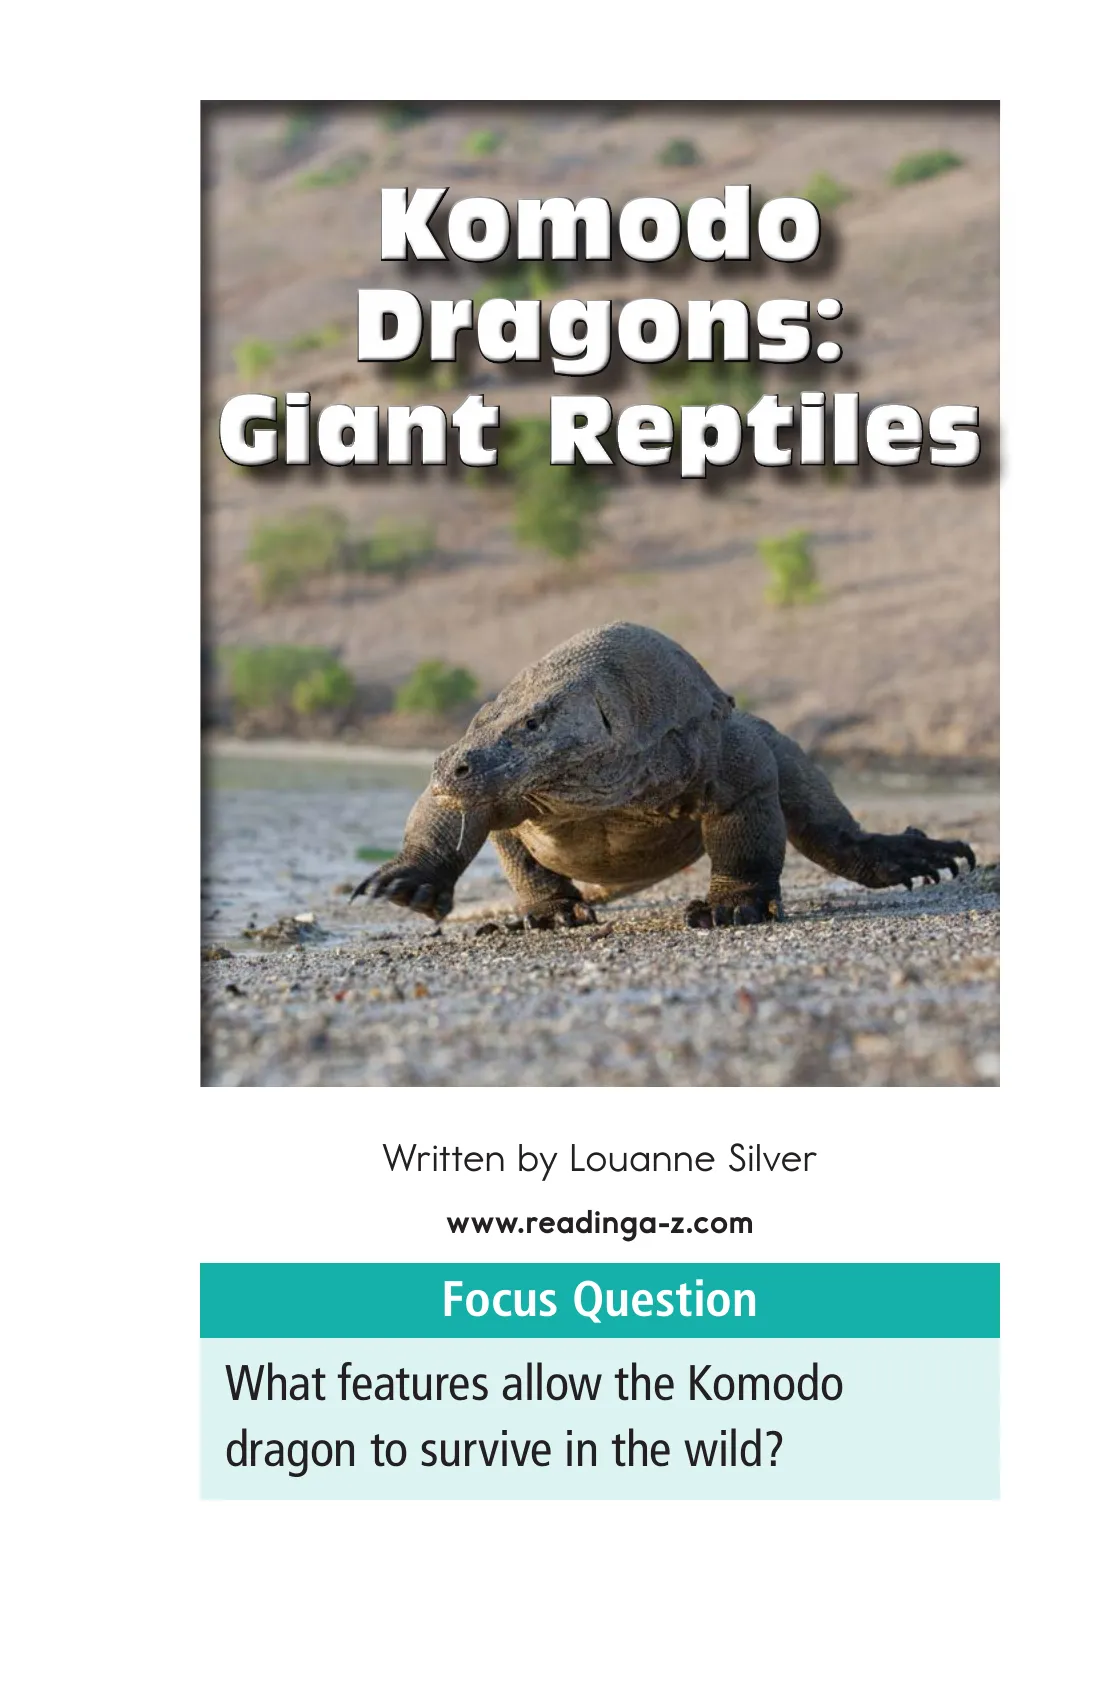 Komodo
Dragons:
Giant Reptiles
Written by Louanne Silver
www.readinga-z.com
Focus Question
What features allow the Komodo
dragon to survive in the wild?